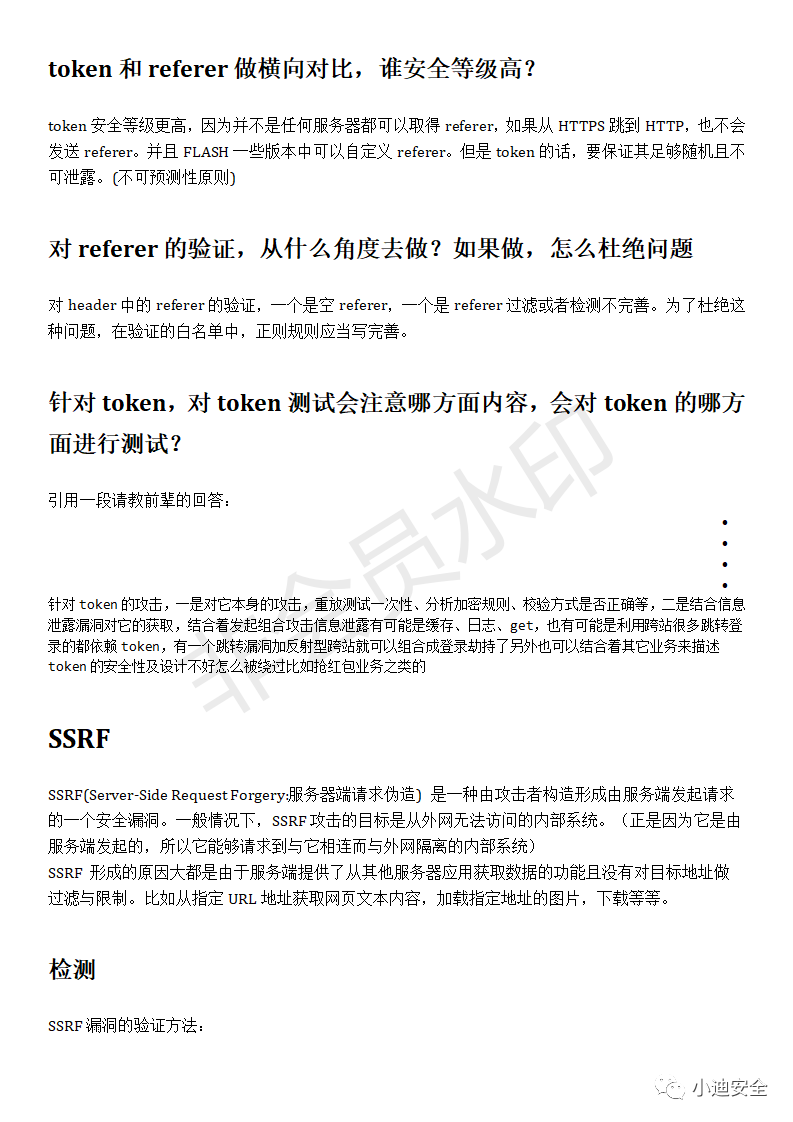 token 和 referer 做横向对比，谁安全等级高？
token 安全等级更高，因为并不是任何服务器都可以取得 referer，如果从 HTTPS 跳到 HTTP，也不会
发送 referer。并且 FLASH 一些版本中可以自定义 referer。但是 token 的话，要保证其足够随机且不
可泄露。(不可预测性原则)
对 referer 的验证，从什么角度去做？如果做，怎么杜绝问题
对 header 中的 referer 的验证，一个是空 referer，一个是 referer 过滤或者检测不完善。为了杜绝这
种问题，在验证的白名单中，正则规则应当写完善。
针对 token，对 token 测试会注意哪方面内容，会对 token 的哪方
面进行测试？
引用一段请教前辈的回答：
•
•
•
•
针对 token 的攻击，一是对它本身的攻击，重放测试一次性、分析加密规则、校验方式是否正确等，二是结合信息
泄露漏洞对它的获取，结合着发起组合攻击信息泄露有可能是缓存、日志、get，也有可能是利用跨站很多跳转登
录的都依赖 token，有一个跳转漏洞加反射型跨站就可以组合成登录劫持了另外也可以结合着其它业务来描述
token 的安全性及设计不好怎么被绕过比如抢红包业务之类的
SSRF
SSRF(Server-Side Request Forgery:服务器端请求伪造) 是一种由攻击者构造形成由服务端发起请求
的一个安全漏洞。一般情况下，SSRF 攻击的目标是从外网无法访问的内部系统。（正是因为它是由
服务端发起的，所以它能够请求到与它相连而与外网隔离的内部系统）
SSRF 形成的原因大都是由于服务端提供了从其他服务器应用获取数据的功能且没有对目标地址做
过滤与限制。比如从指定 URL 地址获取网页文本内容，加载指定地址的图片，下载等等。
检测
SSRF 漏洞的验证方法：
非会员水印
小迪安全